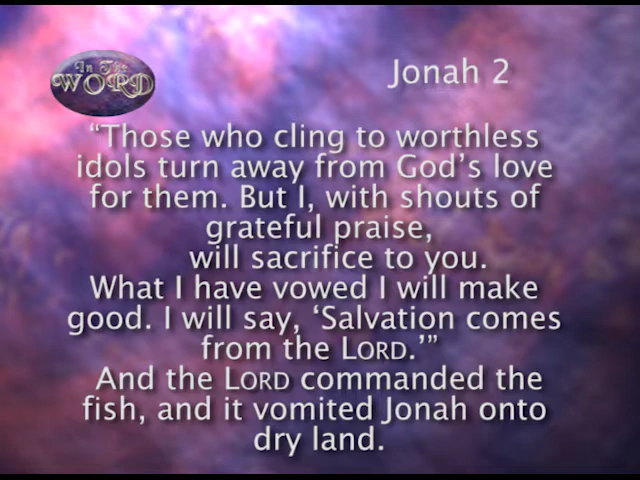 In The
WORD
Jonah 2
“Those who cling to worthless
idols turn away from God’s love
for them. But I, with shouts of
grateful praise,
will sacrifice to you.
What I have vowed I will make
good. I will say, ‘Salvation comes
from the LORD.’”
And the LORD commanded the
fish, and it vomited Jonah onto
dry land.